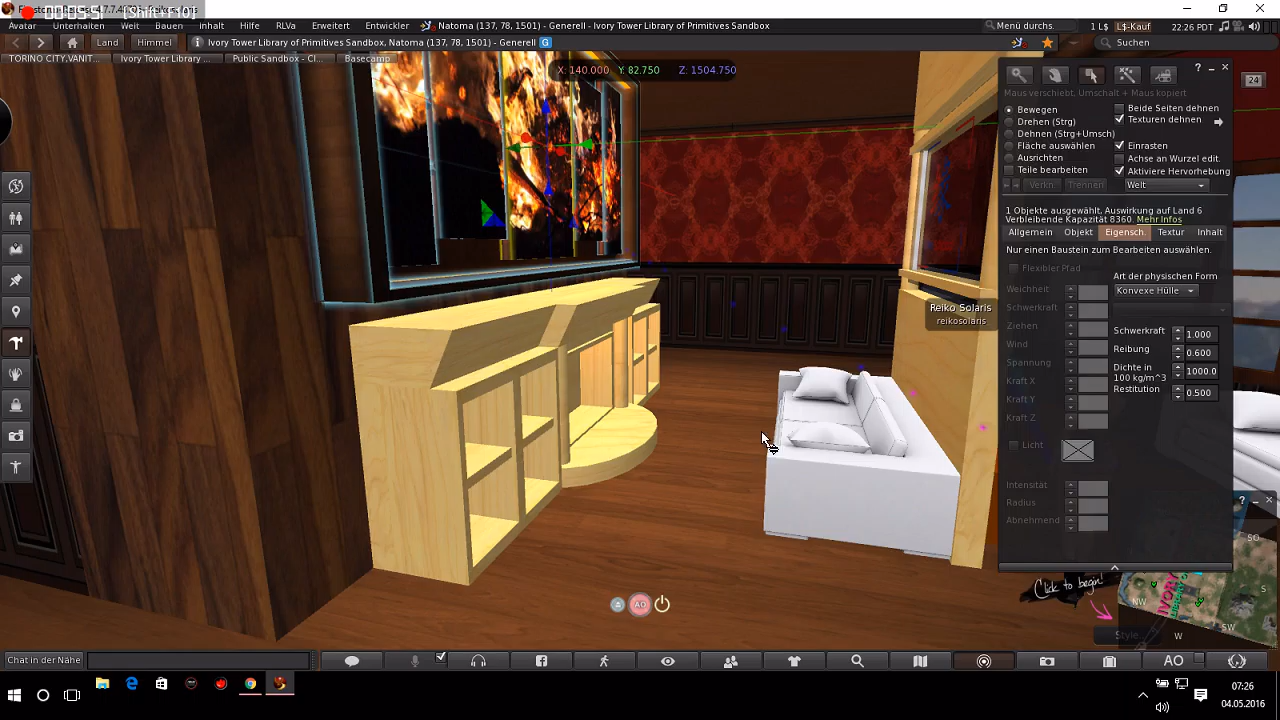 [Shift+F10]
Avatar Unterhalten Welt Bauen Inhalt Hilfe RLVa Erweitert Entwickler Natoma (137, 78, 1501) - Generell - Ivory Tower Library of Primitives Sandbox Menü durchs. 1 L$ L$-Kauf 22:26 PDT
Land Himmel Ivory Tower Library of Primitives Sandbox, Natoma (137, 78, 1501) - Generell G Suchen
TORINO CITY.VANIT... Ivory Tower Library ... Public Sandbox - Cl... Basecamp
X: 140.000 Y: 82.750 Z: 1504.750
24
Maus verschiebt, Umschalt + Maus kopiert
Bewegen
Drehen (Strg)
Dehnen (Strg+Umsch)
Fläche auswählen
Ausrichten
Teile bearbeiten
Beide Seiten dehnen
Texturen dehnen
Einrasten
Achse an Wurzel edit.
Aktiviere Hervorhebung
Verkn. Trennen Welt
1 Objekte ausgewählt, Auswirkung auf Land 6
Verbleibende Kapazität 8360. Mehr Infos
Allgemein Objekt Eigensch. Textur Inhalt
Nur einen Baustein zum Bearbeiten auswählen.
Flexibler Pfad
Weichheit
Schwerkraft
Ziehen
Wind
Spannung
Kraft X
Kraft Y
Kraft Z
Licht
Intensität
Radius
Abnehmend
Art der physischen Form
Konvexe Hülle
Schwerkraft 1.000
Reibung 0.600
Dichte in
100 kg/m^3 1000.0
Restitution 0.500
Reiko Solaris
reikosolaris
AO
Click to begin!
Style
SO
S
SW
W
NW
Chat in der Nähe
AO
07:26
04.05.2016